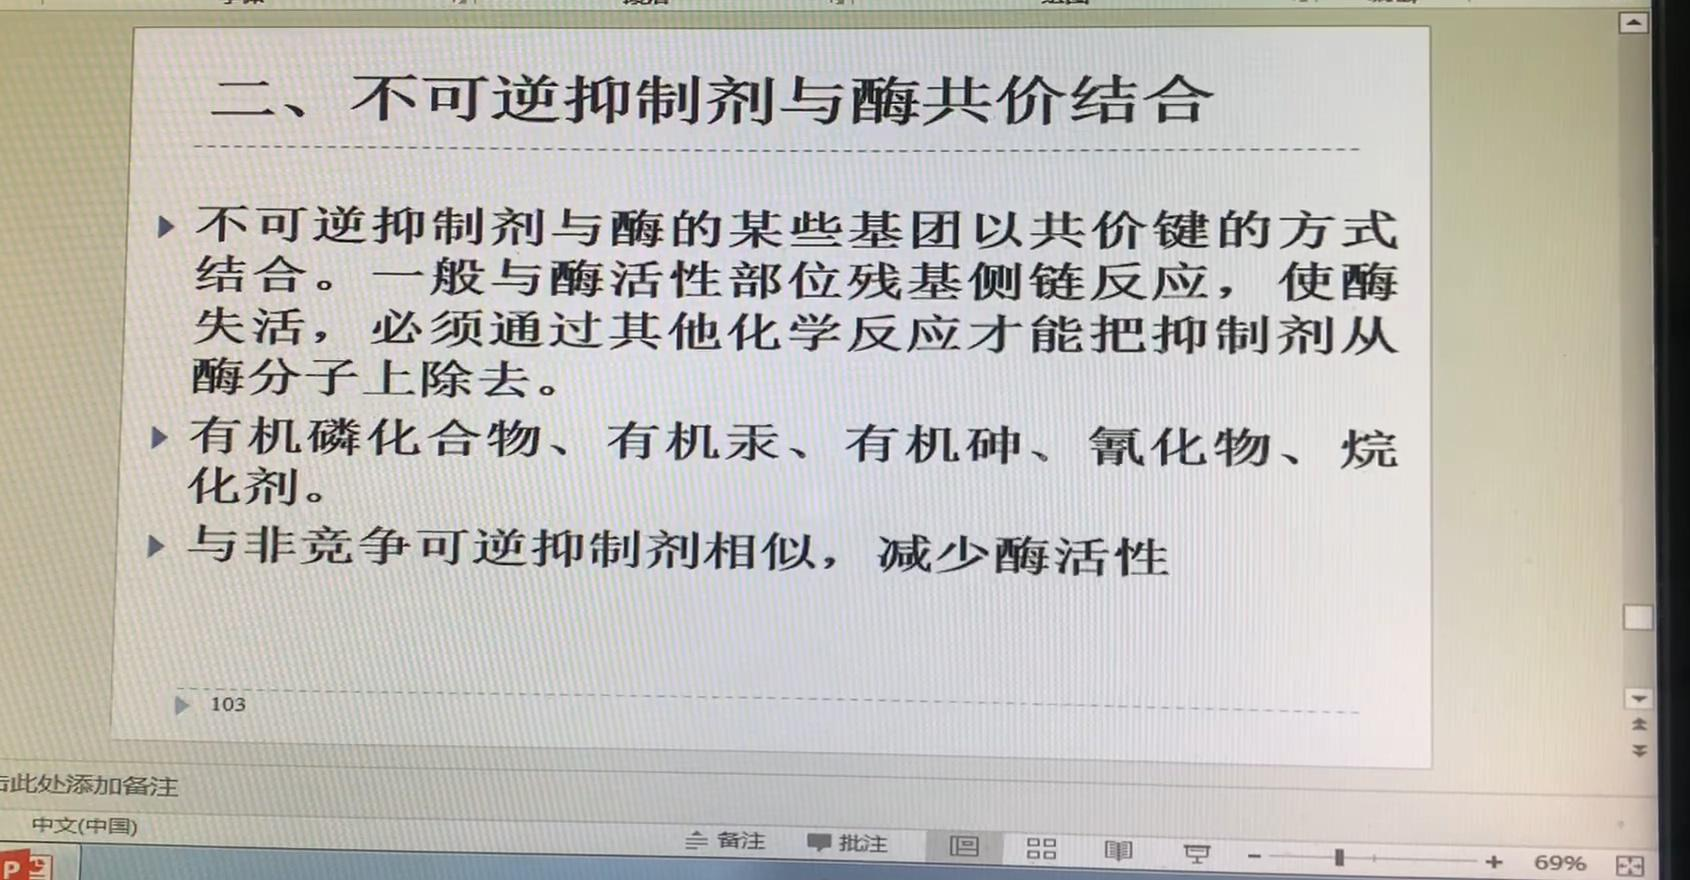 二、不可逆抑制剂与酶共价结合
不可逆抑制剂与酶的某些基团以共价键的方式
结合。一般与酶活性部位残基侧链反应，使酶
失活，必须通过其他化学反应才能把抑制剂从
酶分子上除去。
有机磷化合物、有机汞、有机砷、氰化物、烷
化剂。
与非竞争可逆抑制剂相似，减少酶活性
103
击此处添加备注
中文(中国)
备注 批注 69%